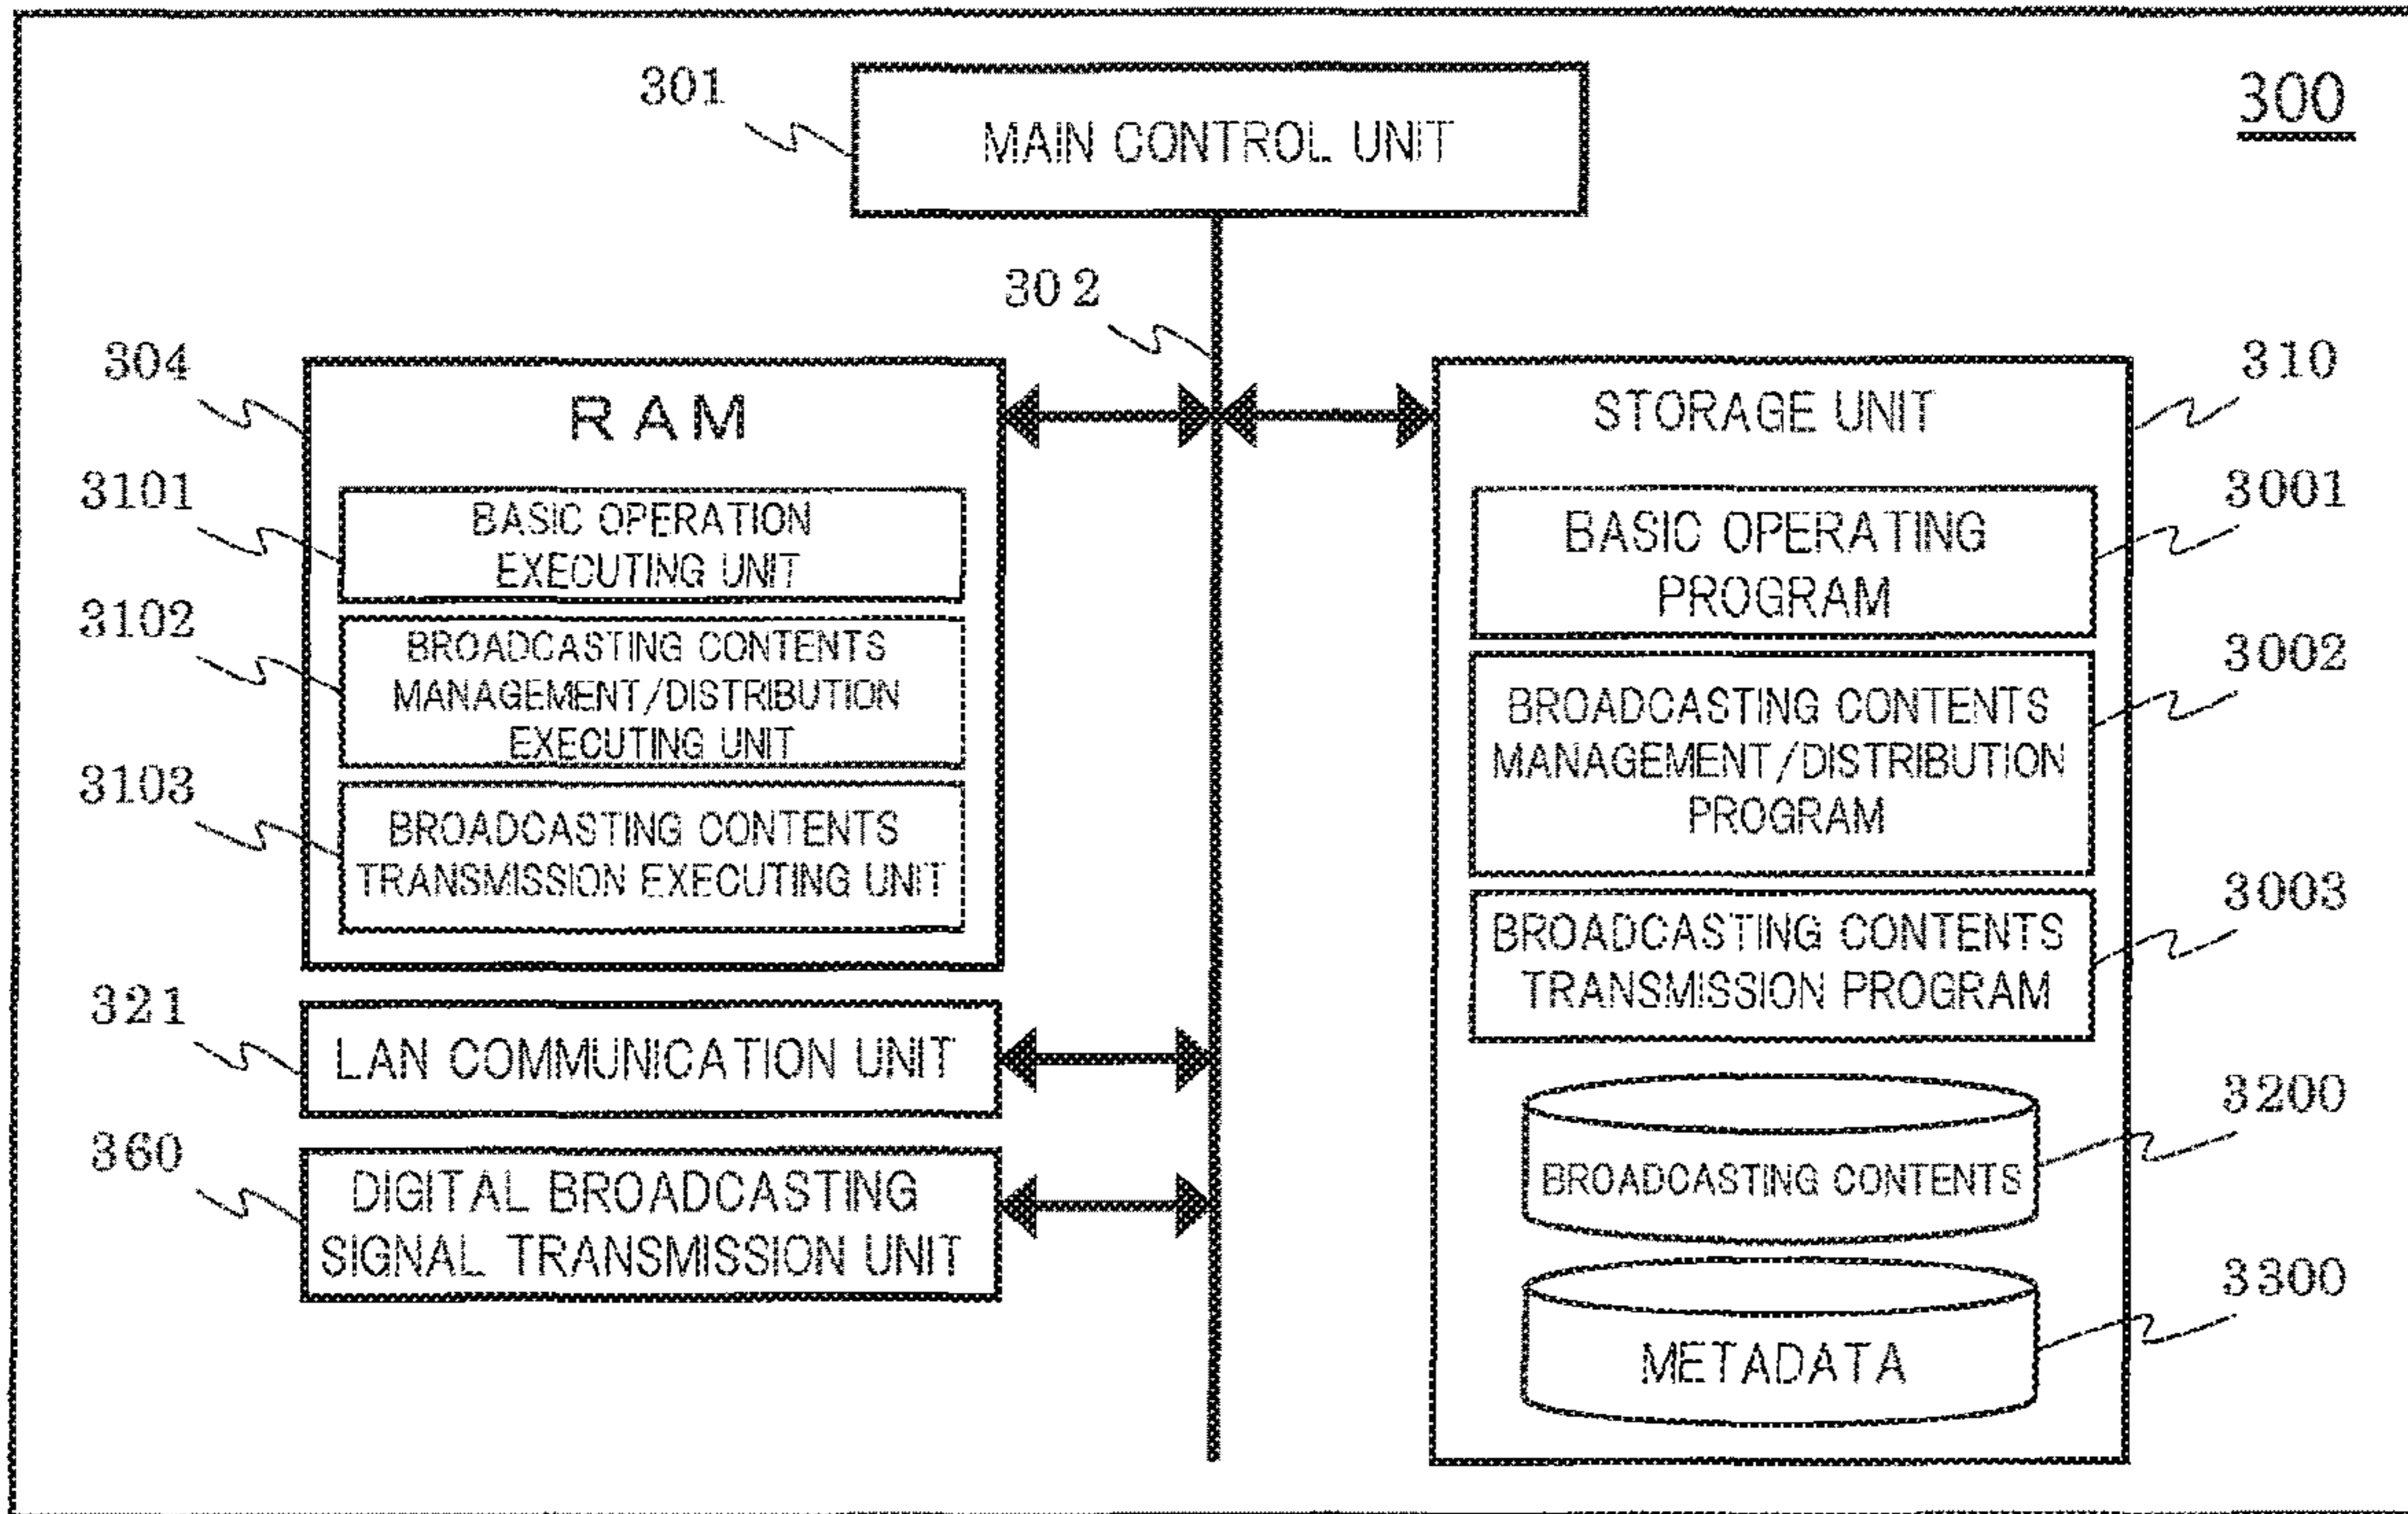 300
301
MAIN CONTROL UNIT
302
304
RAM
3101
BASIC OPERATION
EXECUTING UNIT
3102
BROADCASTING CONTENTS
MANAGEMENT/DISTRIBUTION
EXECUTING UNIT
3103
BROADCASTING CONTENTS
TRANSMISSION EXECUTING UNIT
321
LAN COMMUNICATION UNIT
360
DIGITAL BROADCASTING
SIGNAL TRANSMISSION UNIT
310
STORAGE UNIT
3001
BASIC OPERATING
PROGRAM
3002
BROADCASTING CONTENTS
MANAGEMENT/DISTRIBUTION
PROGRAM
3003
BROADCASTING CONTENTS
TRANSMISSION PROGRAM
3200
BROADCASTING CONTENTS
3300
METADATA